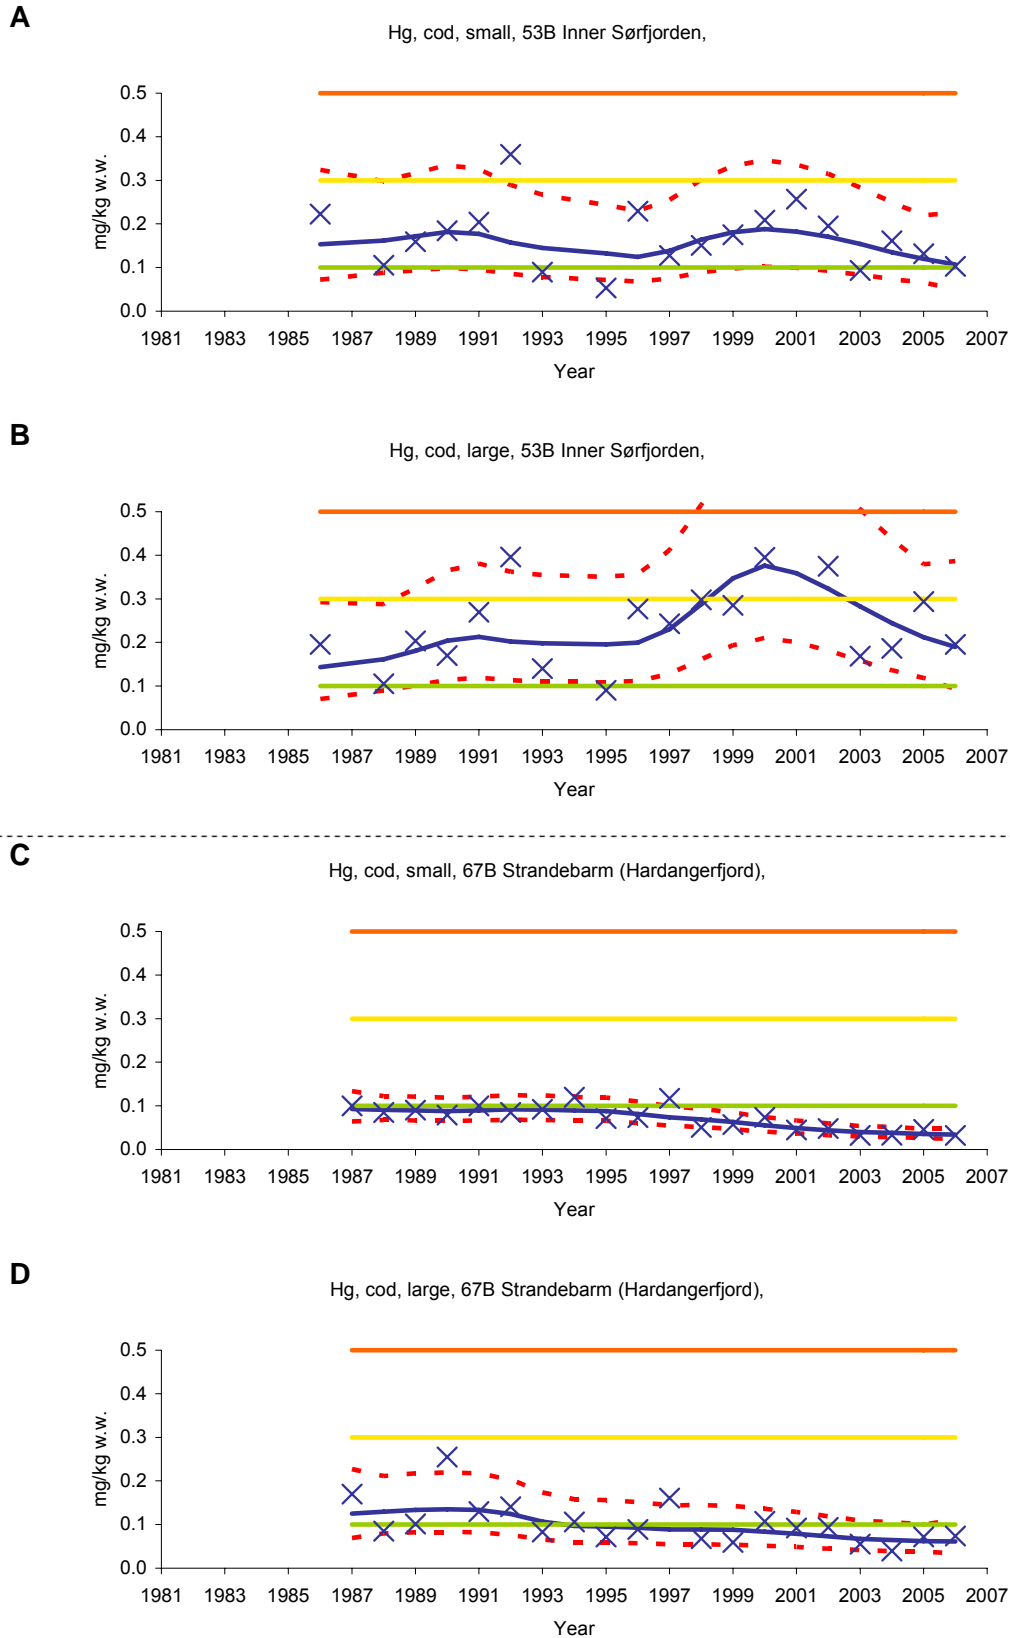 A
Hg, cod, small, 53B Inner Sørfjorden,
mg/kg w.w.
0.5
0.4
0.3
0.2
0.1
0.0
1981 1983 1985 1987 1989 1991 1993 1995 1997 1999 2001 2003 2005 2007
Year
B
Hg, cod, large, 53B Inner Sørfjorden,
mg/kg w.w.
0.5
0.4
0.3
0.2
0.1
0.0
1981 1983 1985 1987 1989 1991 1993 1995 1997 1999 2001 2003 2005 2007
Year
C
Hg, cod, small, 67B Strandebarm (Hardangerfjord),
mg/kg w.w.
0.5
0.4
0.3
0.2
0.1
0.0
1981 1983 1985 1987 1989 1991 1993 1995 1997 1999 2001 2003 2005 2007
Year
D
Hg, cod, large, 67B Strandebarm (Hardangerfjord),
mg/kg w.w.
0.5
0.4
0.3
0.2
0.1
0.0
1981 1983 1985 1987 1989 1991 1993 1995 1997 1999 2001 2003 2005 2007
Year